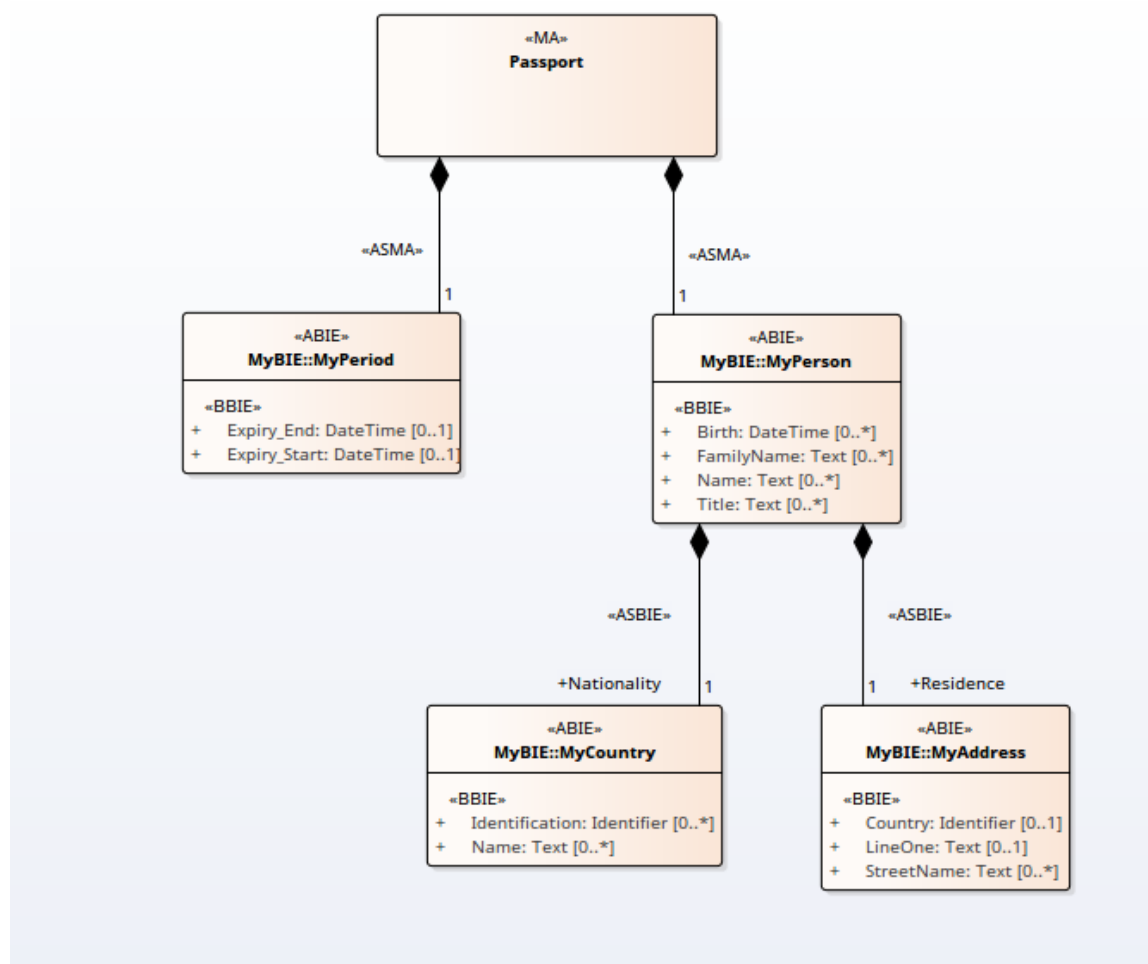 «MA»
Passport
«ASMA»
«ASMA»
1
1
«ABIE»
MyBIE::MyPeriod
«BBIE»
+ Expiry_End: DateTime [0..1]
+ Expiry_Start: DateTime [0..1]
«ABIE»
MyBIE::MyPerson
«BBIE»
+ Birth: DateTime [0..*]
+ FamilyName: Text [0..*]
+ Name: Text [0..*]
+ Title: Text [0..*]
«ASBIE»
«ASBIE»
+Nationality
1
1
+Residence
«ABIE»
MyBIE::MyCountry
«BBIE»
+ Identification: Identifier [0..*]
+ Name: Text [0..*]
«ABIE»
MyBIE::MyAddress
«BBIE»
+ Country: Identifier [0..1]
+ LineOne: Text [0..1]
+ StreetName: Text [0..*]